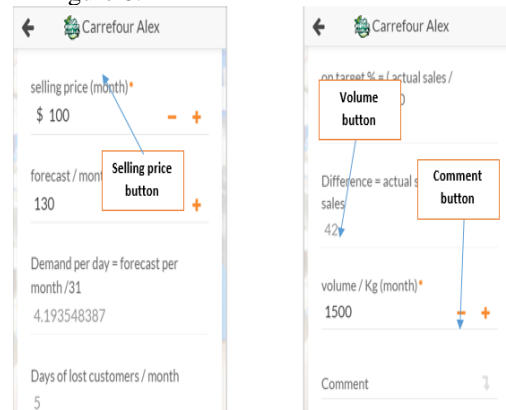 Carrefour Alex
selling price (month)*
$ 100
- +
forecast / mont
Selling price
button
130
+
Demand per day = forecast per
month /31
4.193548387
Days of lost customers / month
5
Carrefour Alex
on target % = ( actual sales /
Volume
button
Difference = actual s
Comment
button
sales
42
volume / Kg (month)*
1500
- +
Comment